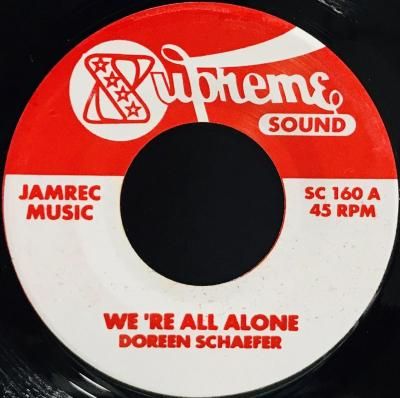 Supreme
SOUND
JAMREC
MUSIC
SC 160 A
45 RPM
WE 'RE ALL ALONE
DOREEN SCHAEFER